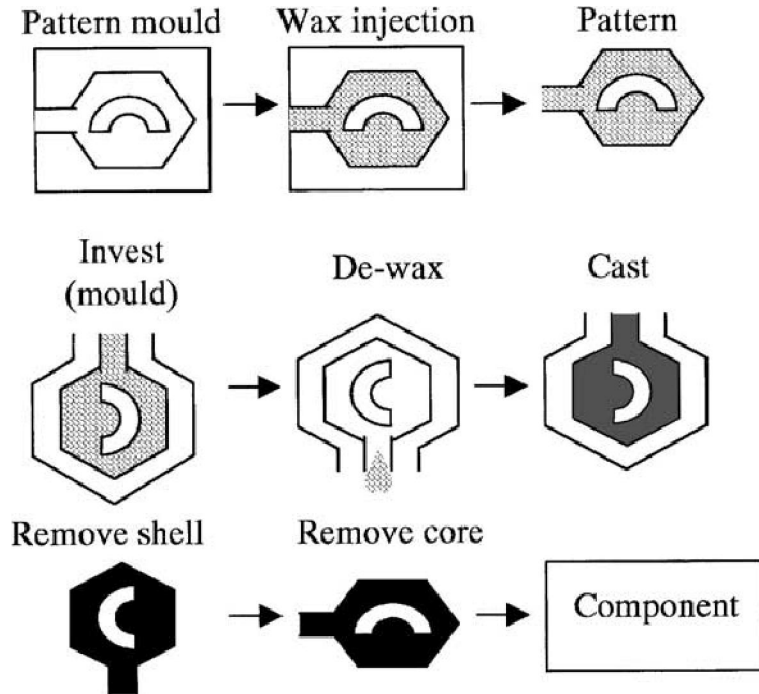 Pattern mould
Wax injection
Pattern
Invest
(mould)
De-wax
Cast
Remove shell
Remove core
Component